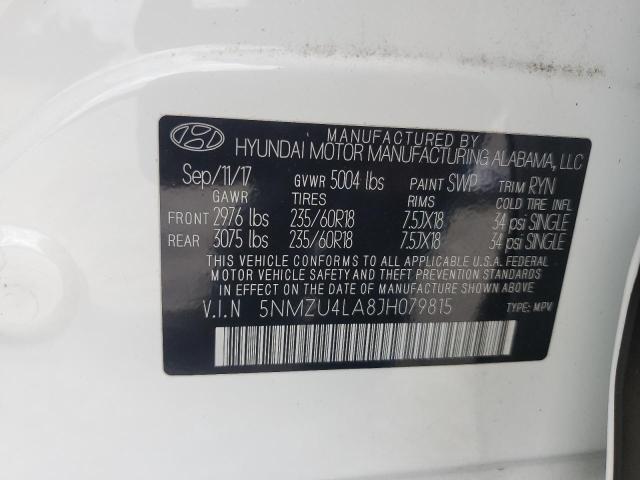 MANUFACTURED BY
HYUNDAI MOTOR MANUFACTURING ALABAMA, LLC
Sep/11/17 GVWR 5004 lbs PAINT SWP TRIM RYN
GAWR TIRES RIMS COLD TIRE INFL
FRONT 2976 lbs 235/60R18 7.5JX18 34 psi SINGLE
REAR 3075 lbs 235/60R18 7.5JX18 34 psi SINGLE
THIS VEHICLE CONFORMS TO ALL APPLICABLE U.S.A. FEDERAL
MOTOR VEHICLE SAFETY AND THEFT PREVENTION STANDARDS
IN EFFECT ON THE DATE OF MANUFACTURE SHOWN ABOVE.
V.I.N 5NMZU4LA8JH079815 TYPE: MPV